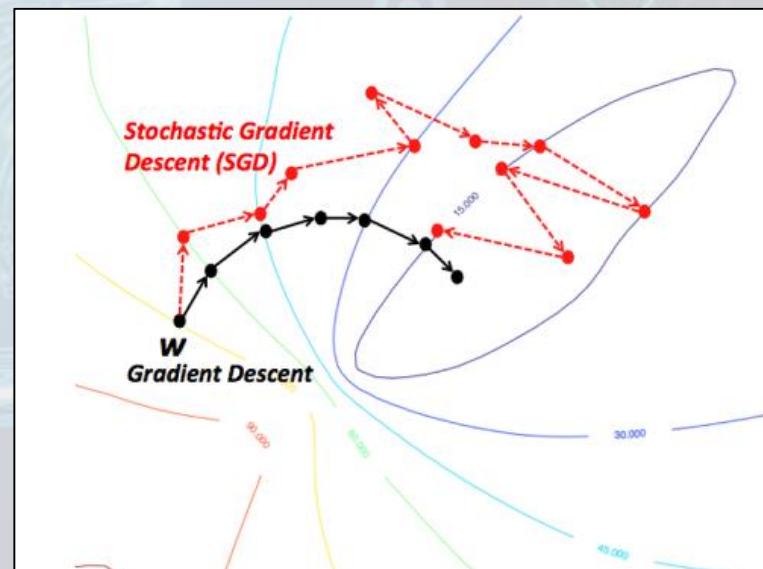 Stochastic Gradient
Descent (SGD)
15.000
W
Gradient Descent
90.000
60.000
30.000
45.000